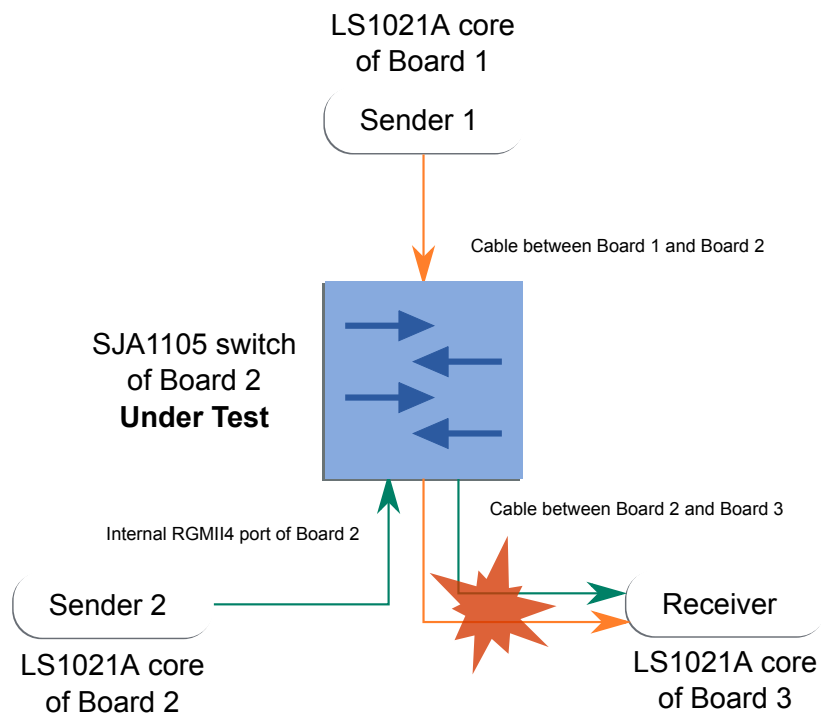 LS1021A core
of Board 1
Sender 1
Cable between Board 1 and Board 2
SJA1105 switch
of Board 2
Under Test
Cable between Board 2 and Board 3
Internal RGMII4 port of Board 2
Sender 2
LS1021A core
of Board 2
Receiver
LS1021A core
of Board 3